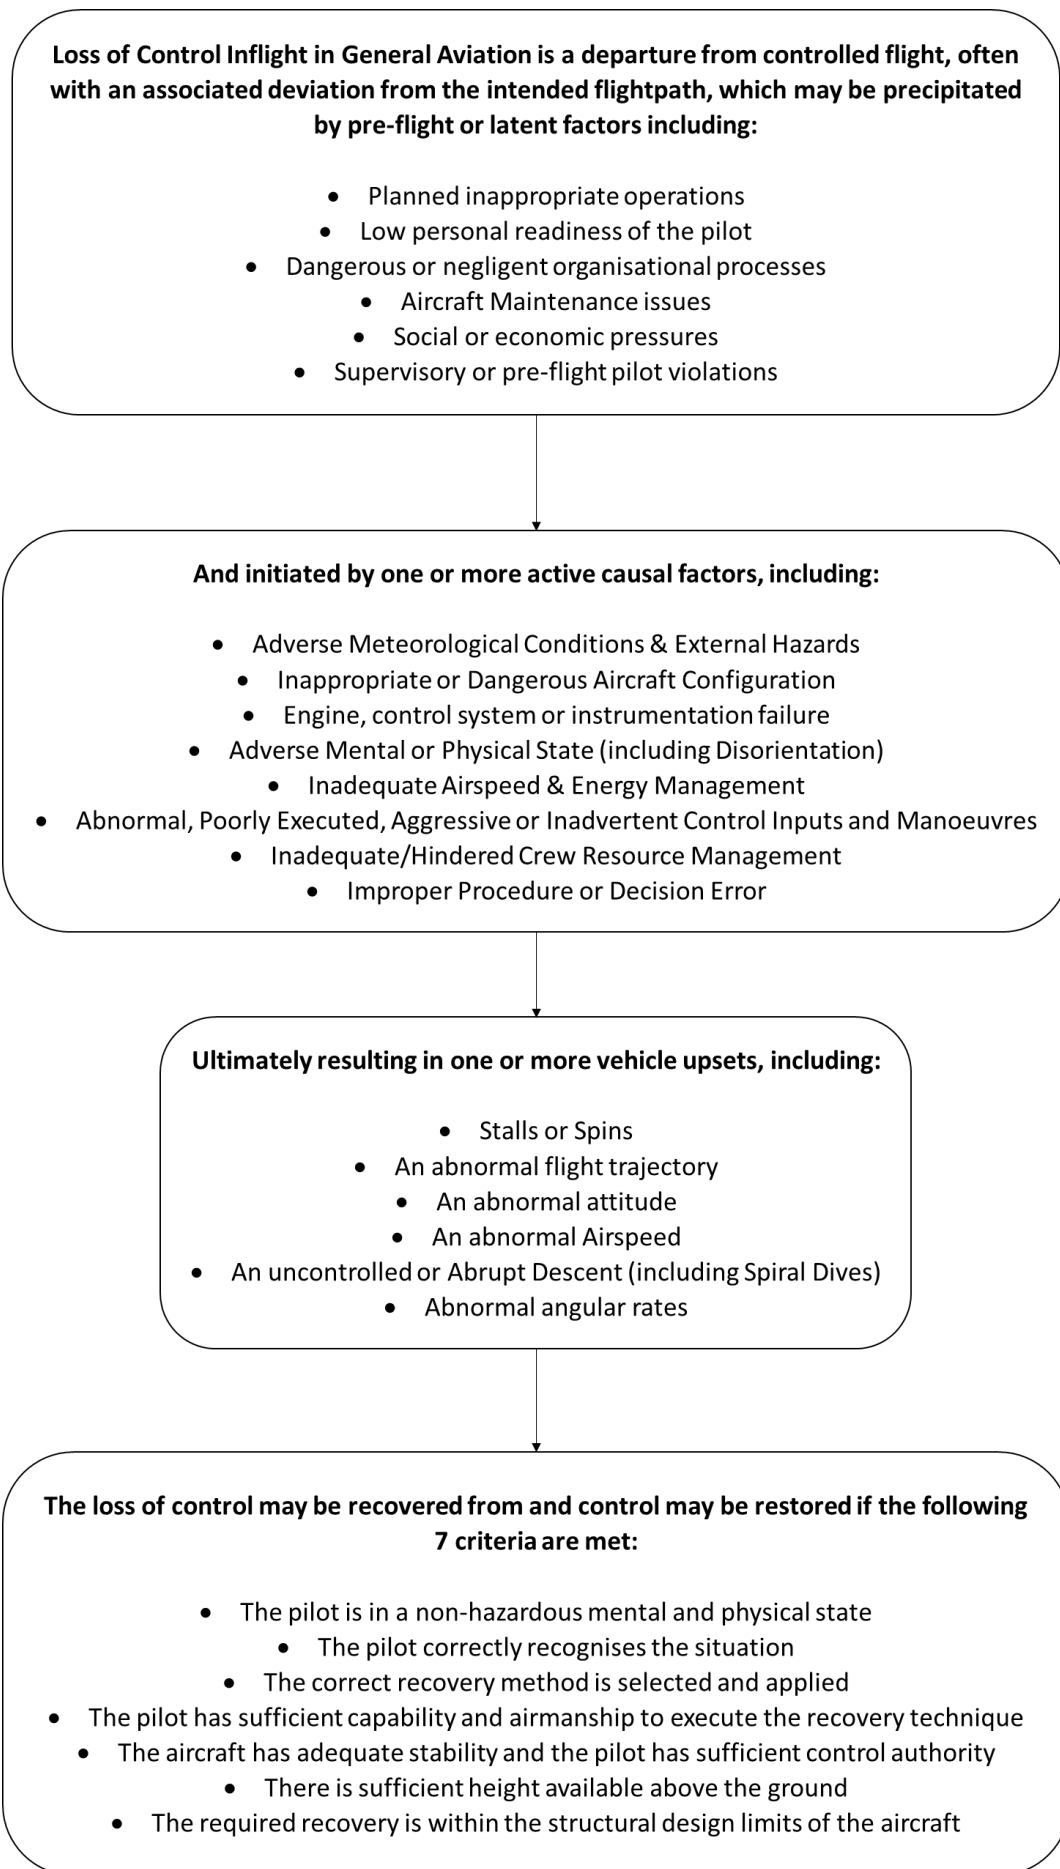 Loss of Control Inflight in General Aviation is a departure from controlled flight, often
with an associated deviation from the intended flightpath, which may be precipitated
by pre-flight or latent factors including:
• Planned inappropriate operations
• Low personal readiness of the pilot
• Dangerous or negligent organisational processes
• Aircraft Maintenance issues
• Social or economic pressures
• Supervisory or pre-flight pilot violations
And initiated by one or more active causal factors, including:
• Adverse Meteorological Conditions & External Hazards
• Inappropriate or Dangerous Aircraft Configuration
• Engine, control system or instrumentation failure
• Adverse Mental or Physical State (including Disorientation)
• Inadequate Airspeed & Energy Management
• Abnormal, Poorly Executed, Aggressive or Inadvertent Control Inputs and Manoeuvres
• Inadequate/Hindered Crew Resource Management
• Improper Procedure or Decision Error
Ultimately resulting in one or more vehicle upsets, including:
• Stalls or Spins
• An abnormal flight trajectory
• An abnormal attitude
• An abnormal Airspeed
• An uncontrolled or Abrupt Descent (including Spiral Dives)
• Abnormal angular rates
The loss of control may be recovered from and control may be restored if the following
7 criteria are met:
• The pilot is in a non-hazardous mental and physical state
• The pilot correctly recognises the situation
• The correct recovery method is selected and applied
• The pilot has sufficient capability and airmanship to execute the recovery technique
• The aircraft has adequate stability and the pilot has sufficient control authority
• There is sufficient height available above the ground
• The required recovery is within the structural design limits of the aircraft